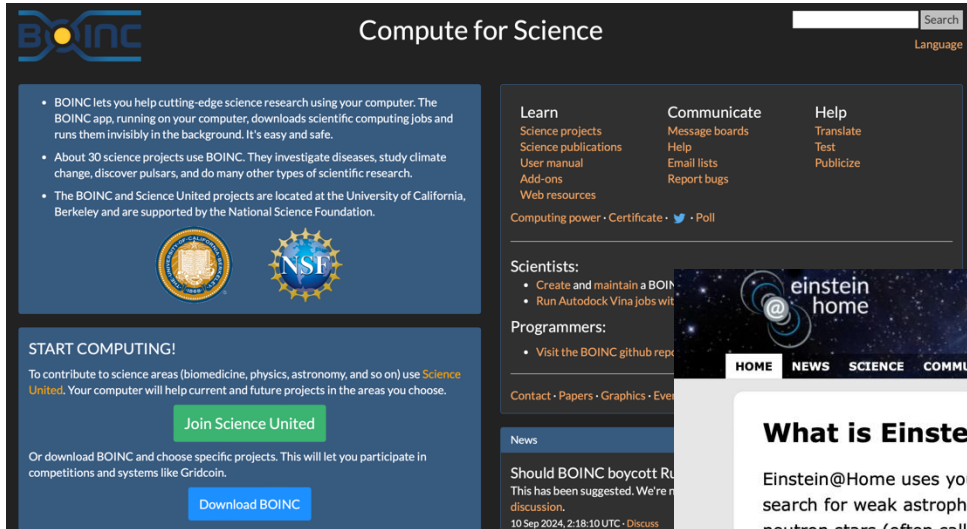 BOINC
Compute for Science
Search
Language
• BOINC lets you help cutting-edge science research using your computer. The
BOINC app, running on your computer, downloads scientific computing jobs and
runs them invisibly in the background. It's easy and safe.
• About 30 science projects use BOINC. They investigate diseases, study climate
change, discover pulsars, and do many other types of scientific research.
• The BOINC and Science United projects are located at the University of California,
Berkeley and are supported by the National Science Foundation.
NSF
START COMPUTING!
To contribute to science areas (biomedicine, physics, astronomy, and so on) use Science
United. Your computer will help current and future projects in the areas you choose.
Join Science United
Or download BOINC and choose specific projects. This will let you participate in
competitions and systems like Gridcoin.
Download BOINC
Learn
Science projects
Science publications
User manual
Add-ons
Web resources
Communicate
Message boards
Help
Email lists
Report bugs
Help
Translate
Test
Publicize
Computing power · Certificate · · Poll
Scientists:
• Create and maintain a BOIN
• Run Autodock Vina jobs wit
Programmers:
• Visit the BOINC github repo
Contact · Papers · Graphics · Eve
News
Should BOINC boycott Ru
This has been suggested. We're n
discussion.
10 Sep 2024, 2:18:10 UTC · Discuss
einstein
@ home
HOME NEWS SCIENCE COMMU
What is Einste
Einstein@Home uses you
search for weak astroph